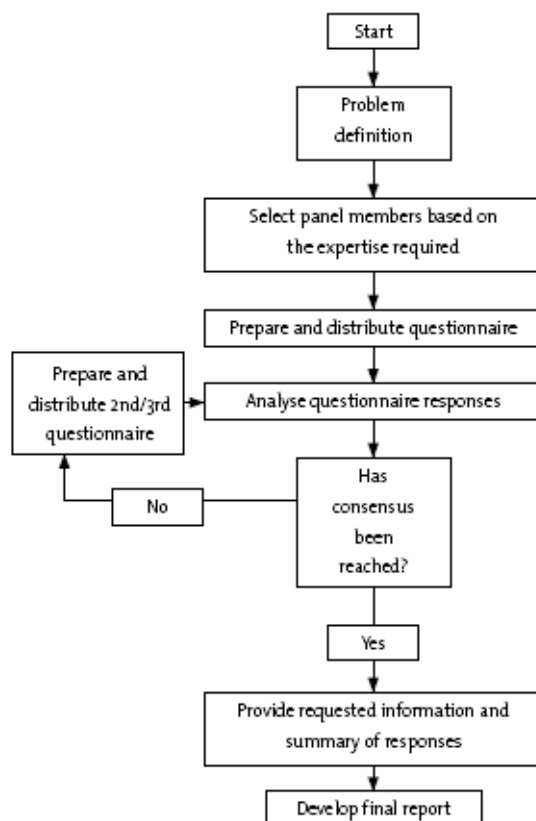 Start
Problem
definition
Select panel members based on
the expertise required
Prepare and distribute questionnaire
Prepare and
distribute 2nd/3rd
questionnaire
Analyse questionnaire responses
Has
consensus
been
reached?
No
Yes
Provide requested information and
summary of responses
Develop final report